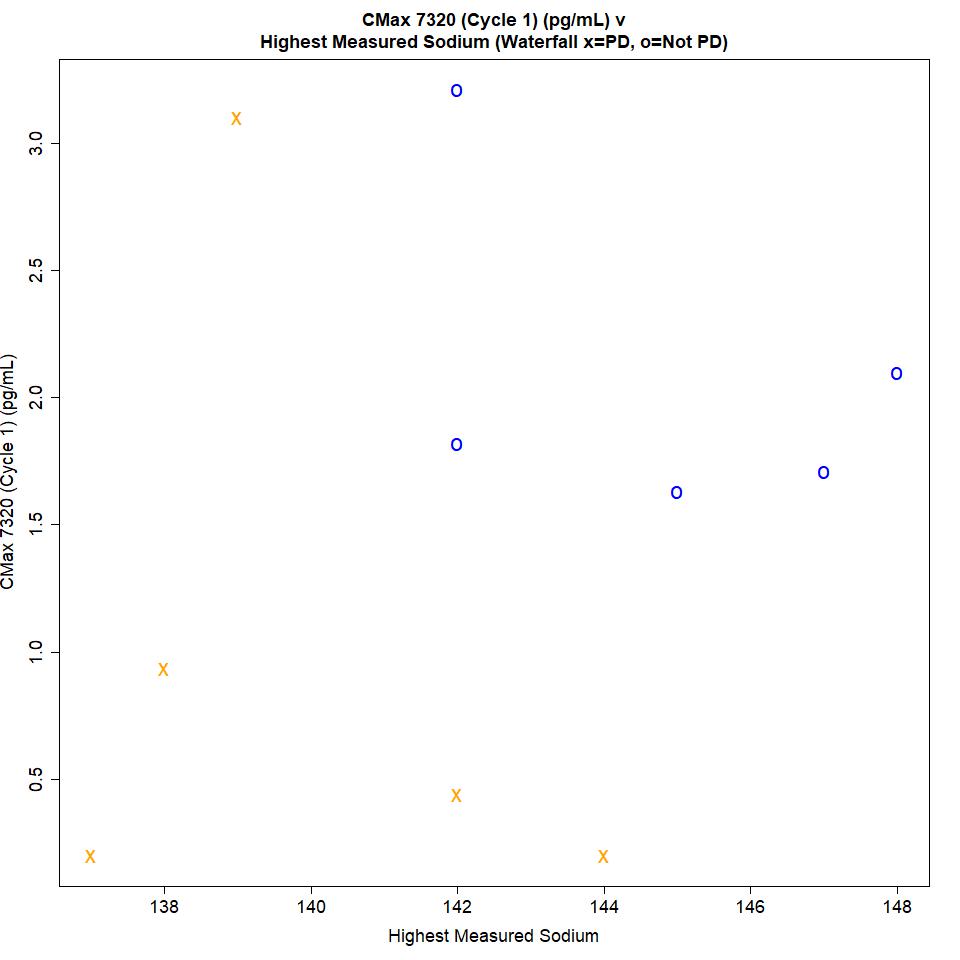 CMax 7320 (Cycle 1) (pg/mL) v
Highest Measured Sodium (Waterfall x=PD, o=Not PD)
CMax 7320 (Cycle 1) (pg/mL)
3.0
2.5
2.0
1.5
1.0
0.5
o
x
o
o
o
o
x
x
x
x
138 140 142 144 146 148
Highest Measured Sodium